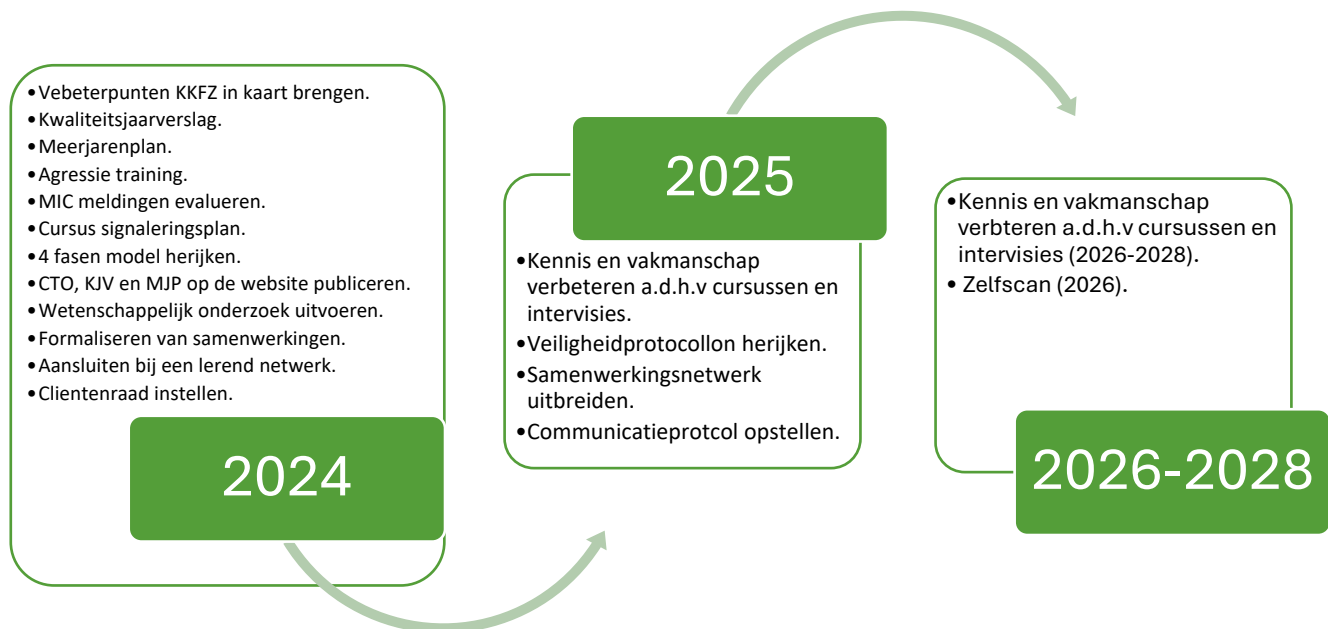 •Vebeterpunten KKFZ in kaart brengen.
•Kwaliteitsjaarverslag.
•Meerjarenplan.
•Agressie training.
•MIC meldingen evalueren.
•Cursus signaleringsplan.
•4 fasen model herijken.
•CTO, KJV en MJP op de website publiceren.
•Wetenschappelijk onderzoek uitvoeren.
•Formaliseren van samenwerkingen.
•Aansluiten bij een lerend netwerk.
•Clientenraad instellen.
2024
2025
•Kennis en vakmanschap
verbeteren a.d.h.v cursussen en
intervisies.
•Veiligheidprotocollon herijken.
•Samenwerkingsnetwerk
uitbreiden.
•Communicatieprotcol opstellen.
•Kennis en vakmanschap
verbteren a.d.h.v cursussen en
intervisies (2026-2028).
• Zelfscan (2026).
2026-2028